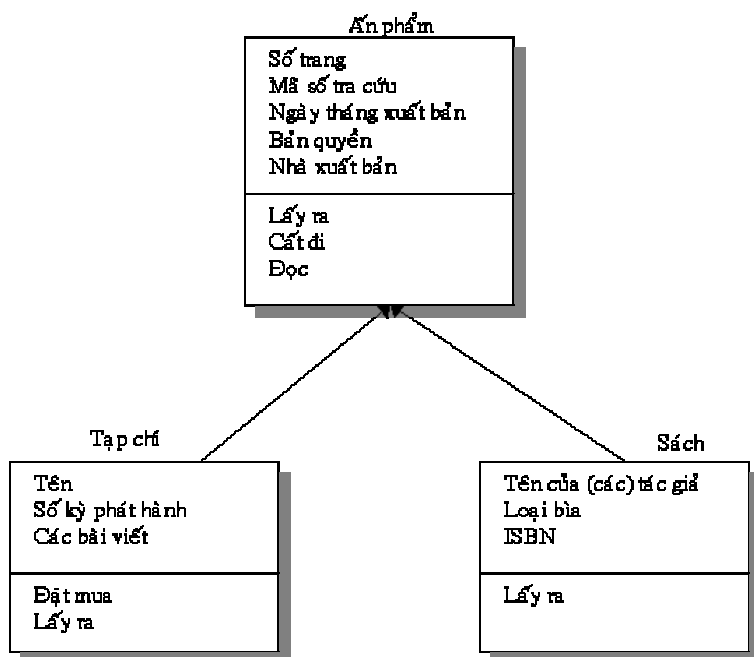 Ấn phẩm
Số trang
Mã số tra cứu
Ngày tháng xuất bản
Bản quyền
Nhà xuất bản
Lấy ra
Cất đi
Đọc
Tạp chí
Tên
Số kỳ phát hành
Các bài viết
Đặt mua
Lấy ra
Sách
Tên của (các) tác giả
Loại bìa
ISBN
Lấy ra